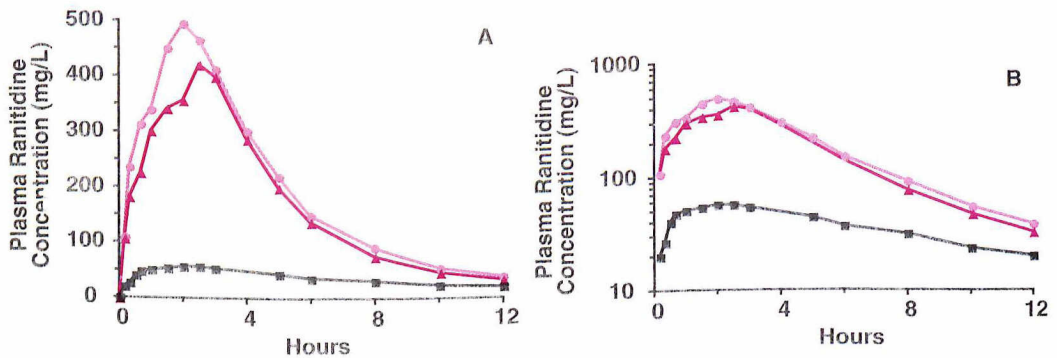 500
400
300
200
100
0
Plasma Ranitidine
Concentration (mg/L)
A
0
4
8
12
Hours
1000
100
10
Plasma Ranitidine
Concentration (mg/L)
B
0
4
8
12
Hours